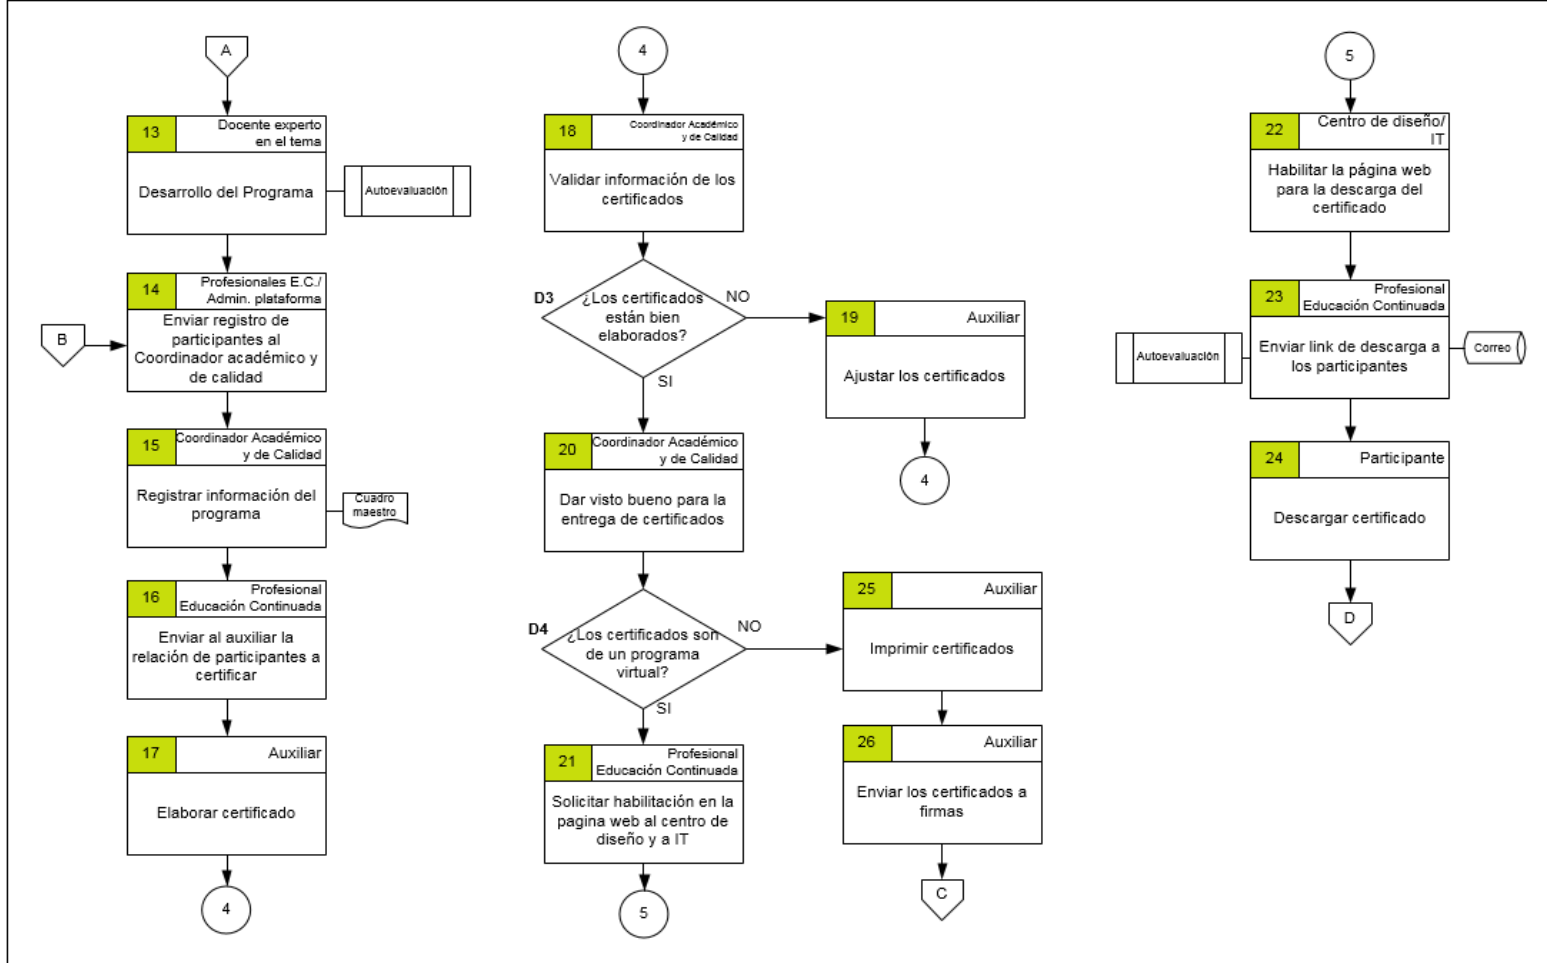 A
13
Docente experto
en el tema
Desarrollo del Programa
Autoevaluación
14
Profesionales E.C./
Admin. plataforma
B
Enviar registro de
participantes al
Coordinador académico y
de calidad
15
Coordinador Académico
y de Calidad
Registrar información del
programa
Cuadro
maestro
16
Profesional
Educación Continuada
Enviar al auxiliar la
relación de participantes a
certificar
17
Auxiliar
Elaborar certificado
4
4
18
Coordinador Académico
y de Calidad
Validar información de los
certificados
D3
¿Los certificados
están bien
elaborados?
NO
SI
19
Auxiliar
Ajustar los certificados
4
20
Coordinador Académico
y de Calidad
Dar visto bueno para la
entrega de certificados
D4
¿Los certificados son
de un programa
virtual?
NO
SI
25
Auxiliar
Imprimir certificados
26
Auxiliar
Enviar los certificados a
firmas
C
21
Profesional
Educación Continuada
Solicitar habilitación en la
pagina web al centro de
diseño y a IT
5
5
22
Centro de diseño/
IT
Habilitar la página web
para la descarga del
certificado
23
Profesional
Educación Continuada
Autoevaluación
Enviar link de descarga a
los participantes
Correo
24
Participante
Descargar certificado
D